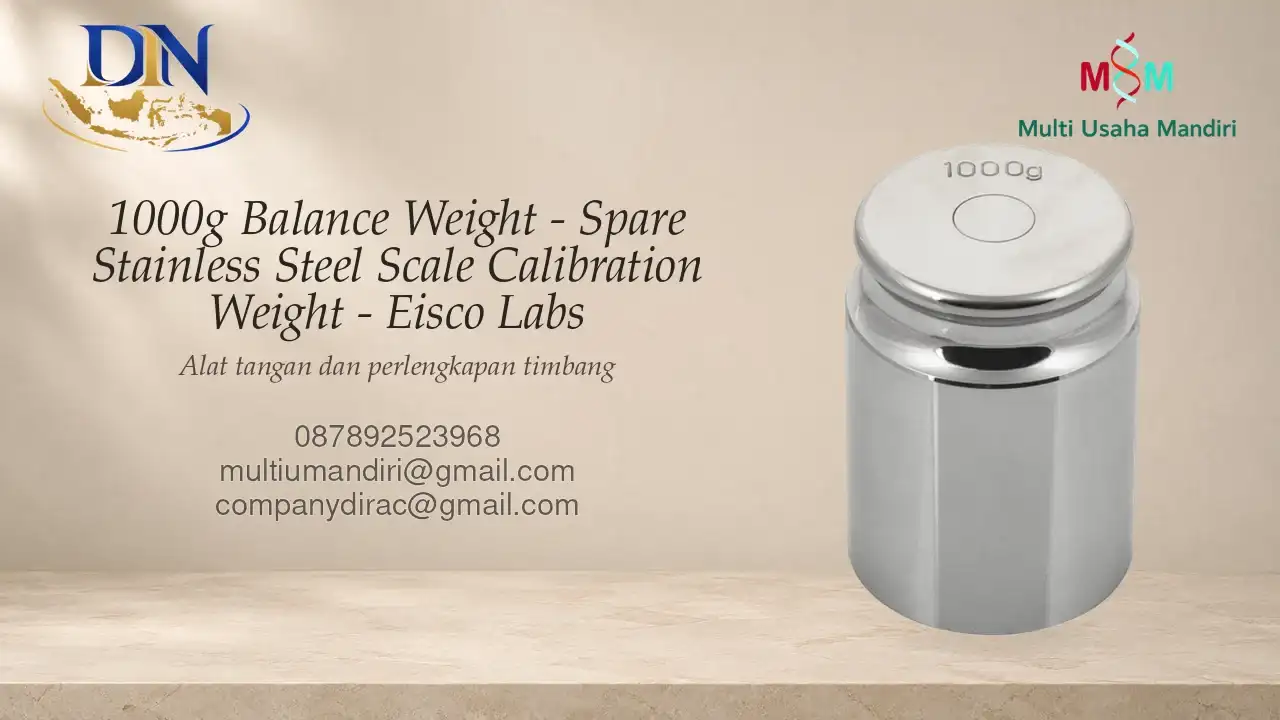 DN
M M
Multi Usaha Mandiri
1000g
1000g Balance Weight - Spare
Stainless Steel Scale Calibration
Weight - Eisco Labs
Alat tangan dan perlengkapan timbang
087892523968
multiumandiri@gmail.com
companydirac@gmail.com